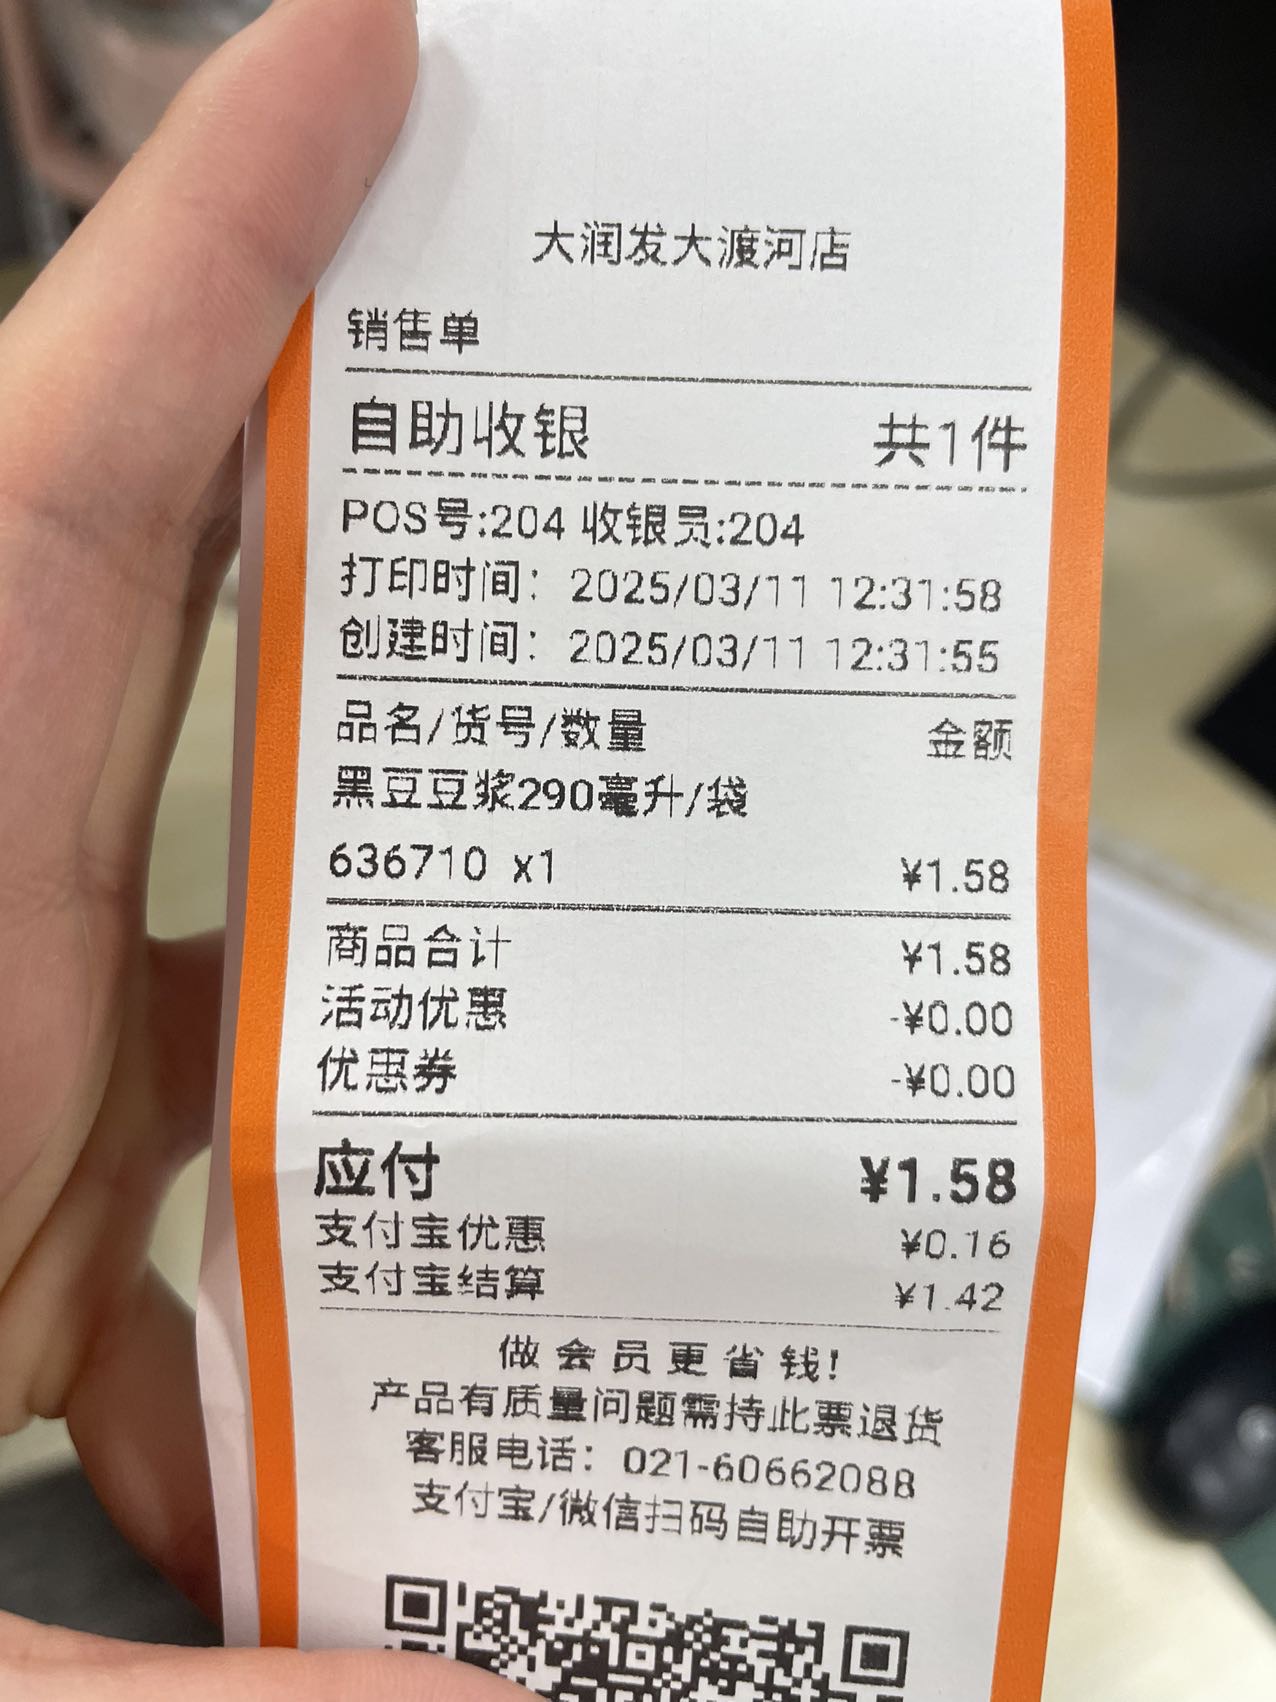 大润发大渡河店
销售单
自助收银 共1件
POS号:204 收银员:204
打印时间：2025/03/11 12:31:58
创建时间：2025/03/11 12:31:55
品名/货号/数量 金额
黑豆豆浆290毫升/袋
636710 x1 ¥1.58
商品合计 ¥1.58
活动优惠 -¥0.00
优惠券 -¥0.00
应付 ¥1.58
支付宝优惠 ¥0.16
支付宝结算 ¥1.42
做会员更省钱!
产品有质量问题需持此票退货
客服电话：021-60662088
支付宝/微信扫码自助开票